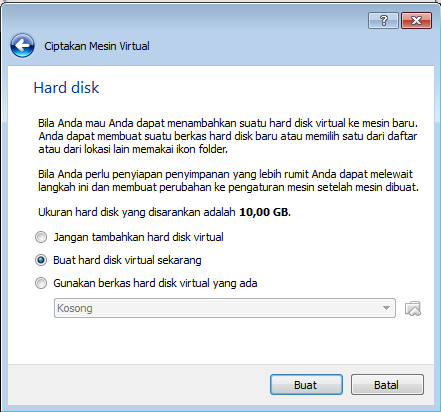 ?
Ciptakan Mesin Virtual
Hard disk
Bila Anda mau Anda dapat menambahkan suatu hard disk virtual ke mesin baru.
Anda dapat membuat suatu berkas hard disk baru atau memilih satu dari daftar
atau dari lokasi lain memakai ikon folder.
Bila Anda perlu penyiapan penyimpanan yang lebih rumit Anda dapat melewait
langkah ini dan membuat perubahan ke pengaturan mesin setelah mesin dibuat.
Ukuran hard disk yang disarankan adalah 10,00 GB.
Jangan tambahkan hard disk virtual
Buat hard disk virtual sekarang
Gunakan berkas hard disk virtual yang ada
Kosong
Buat
Batal